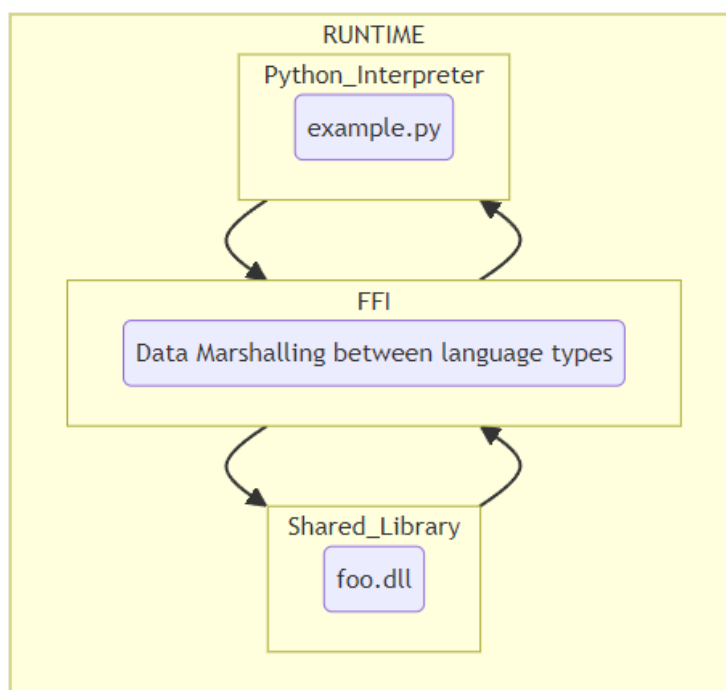 RUNTIME
Python_Interpreter
example.py
FFI
Data Marshalling between language types
Shared_Library
foo.dll